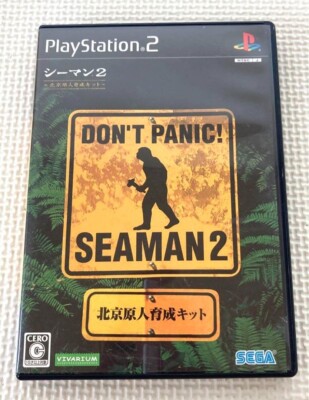 PlayStation®2
シーマン2
~北京原人育成キット~
DON'T PANIC!
SEAMAN 2
北京原人育成キット
CERO
C
VIVARIUM
SEGA